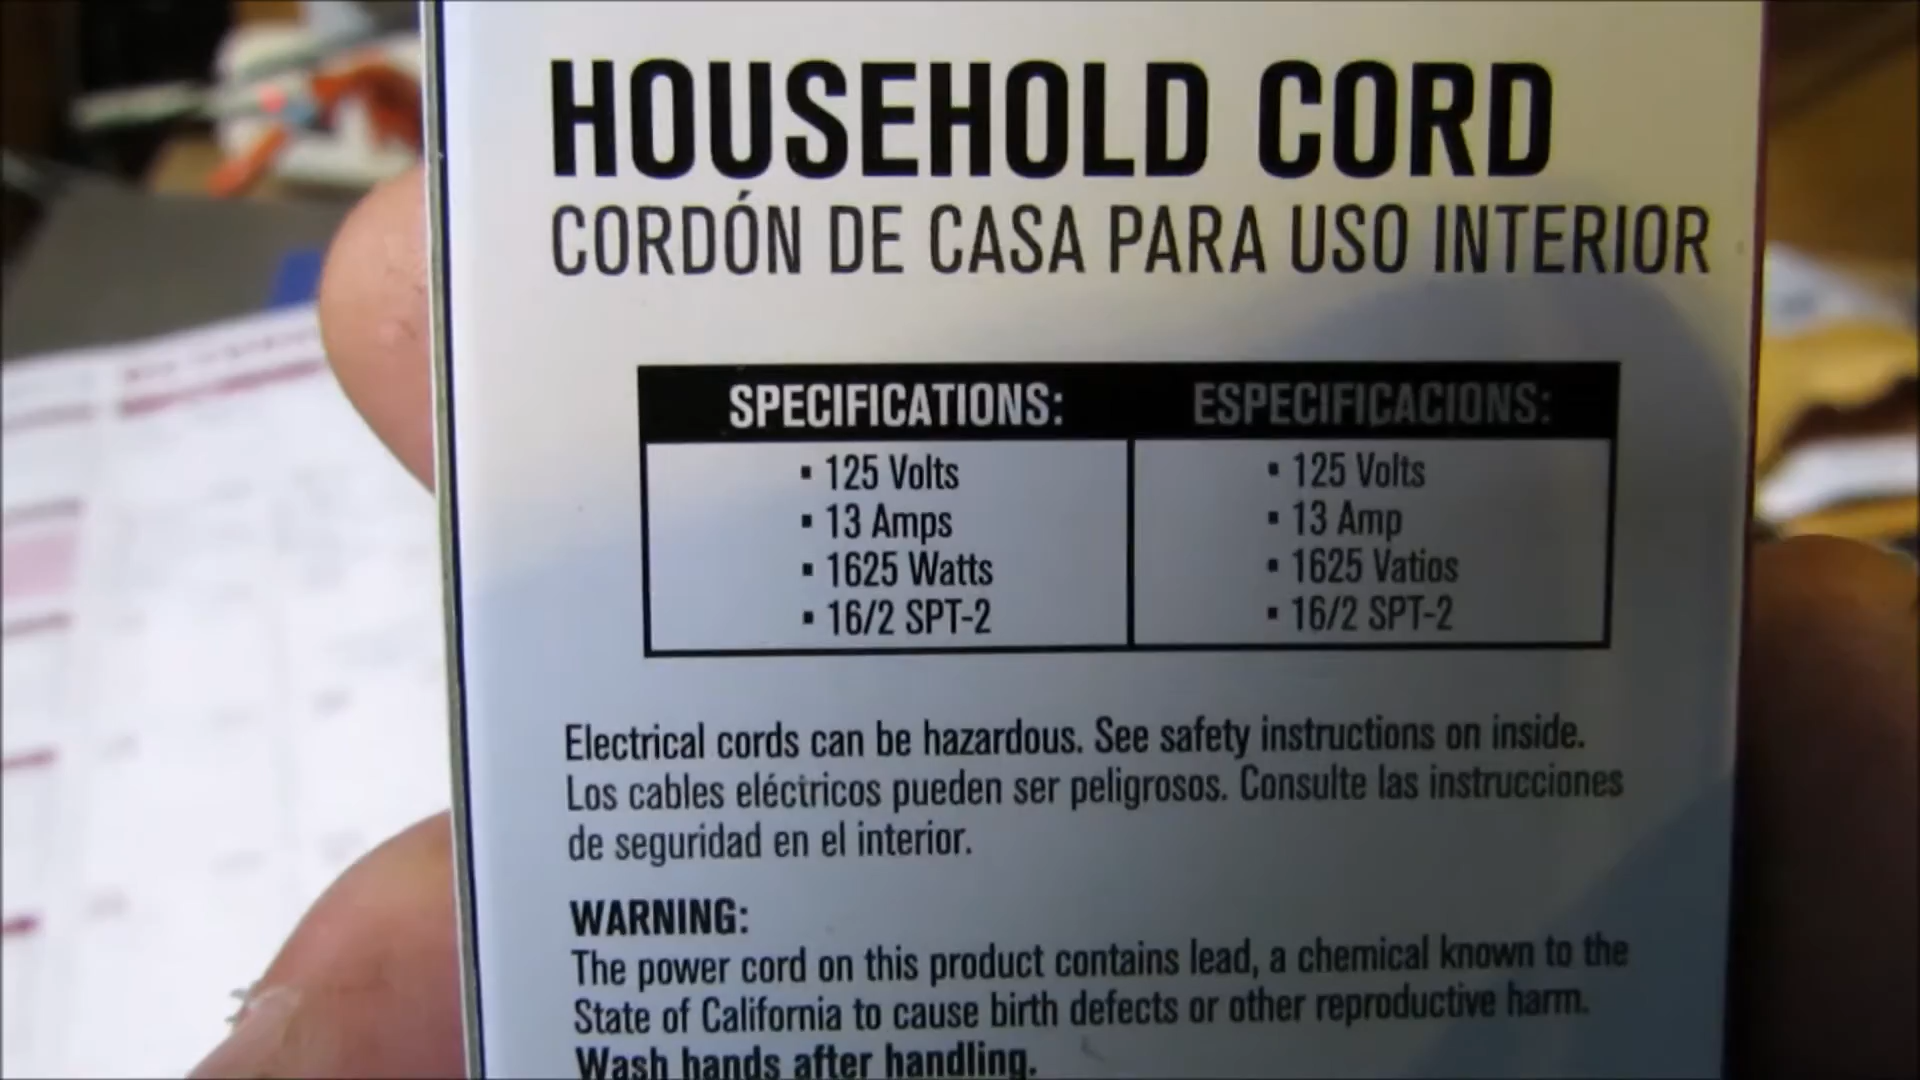 HOUSEHOLD CORD
CORDÓN DE CASA PARA USO INTERIOR
SPECIFICATIONS: ESPECIFICACIONS:
▪ 125 Volts ▪ 125 Volts
▪ 13 Amps ▪ 13 Amp
▪ 1625 Watts ▪ 1625 Vatios
▪ 16/2 SPT-2 ▪ 16/2 SPT-2
Electrical cords can be hazardous. See safety instructions on inside.
Los cables eléctricos pueden ser peligrosos. Consulte las instrucciones
de seguridad en el interior.
WARNING:
The power cord on this product contains lead, a chemical known to the
State of California to cause birth defects or other reproductive harm.
Wash hands after handling.